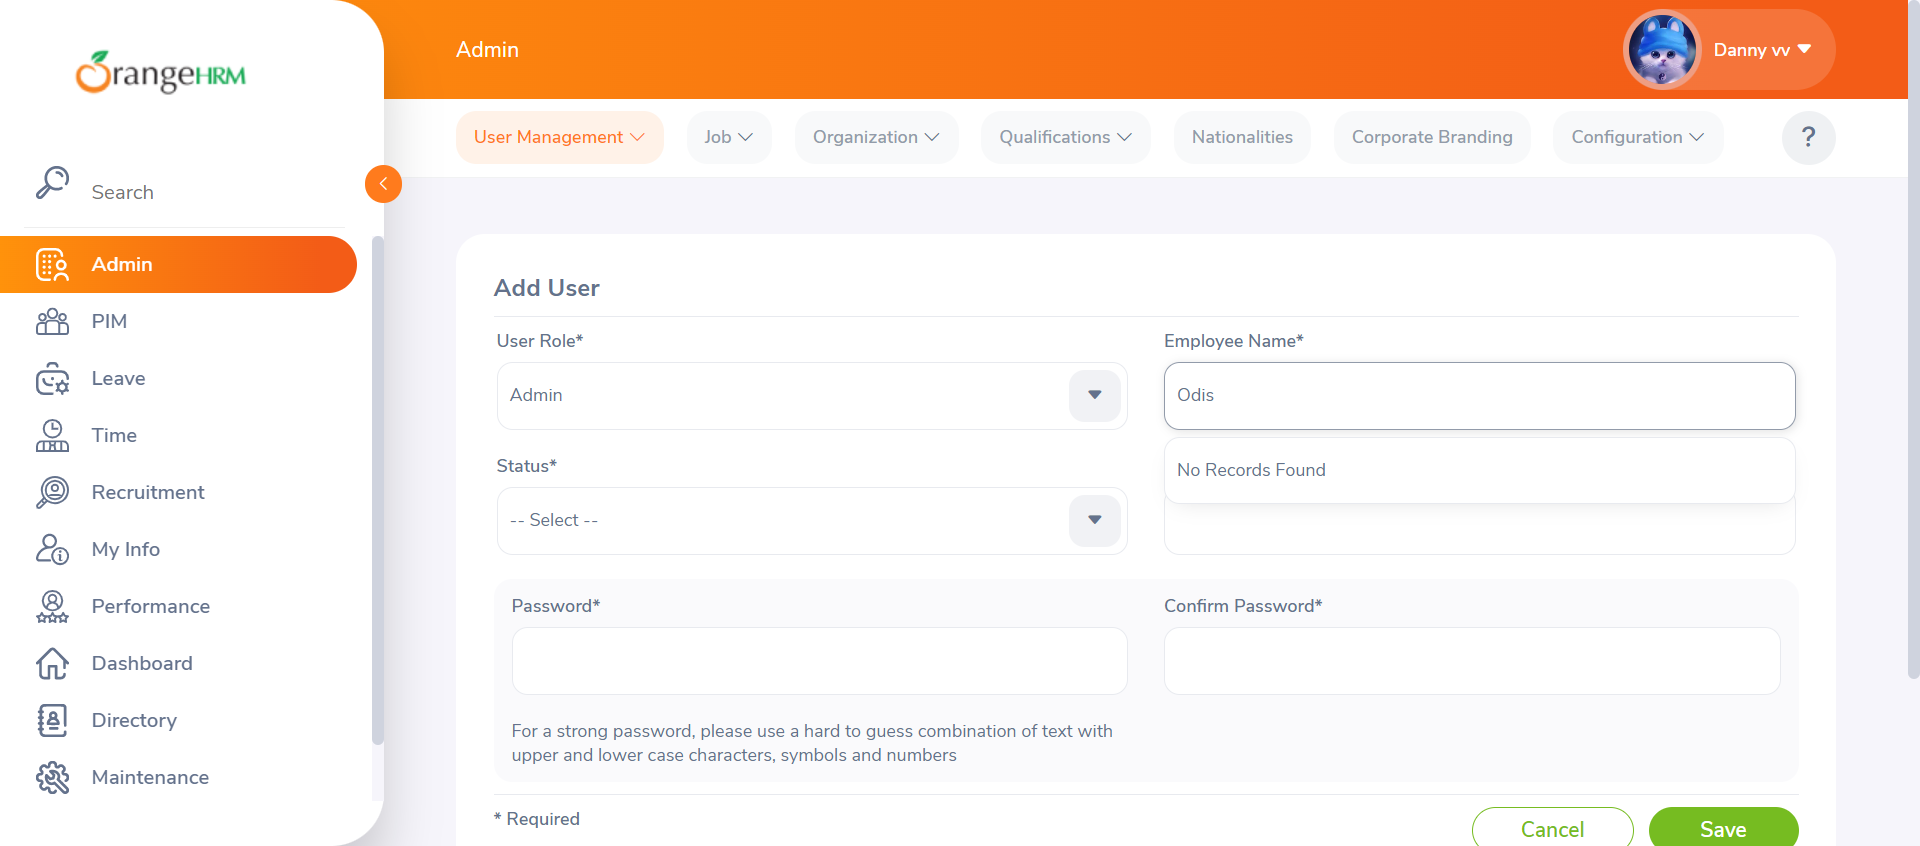 OrangeHRM
Admin
Danny vv
User Management
Job
Organization
Qualifications
Nationalities
Corporate Branding
Configuration
?
Search
Admin
PIM
Leave
Time
Recruitment
My Info
Performance
Dashboard
Directory
Maintenance
Add User
User Role*
Admin
Employee Name*
Odis
No Records Found
Status*
-- Select --
Password*
Confirm Password*
For a strong password, please use a hard to guess combination of text with
upper and lower case characters, symbols and numbers
* Required
Cancel
Save